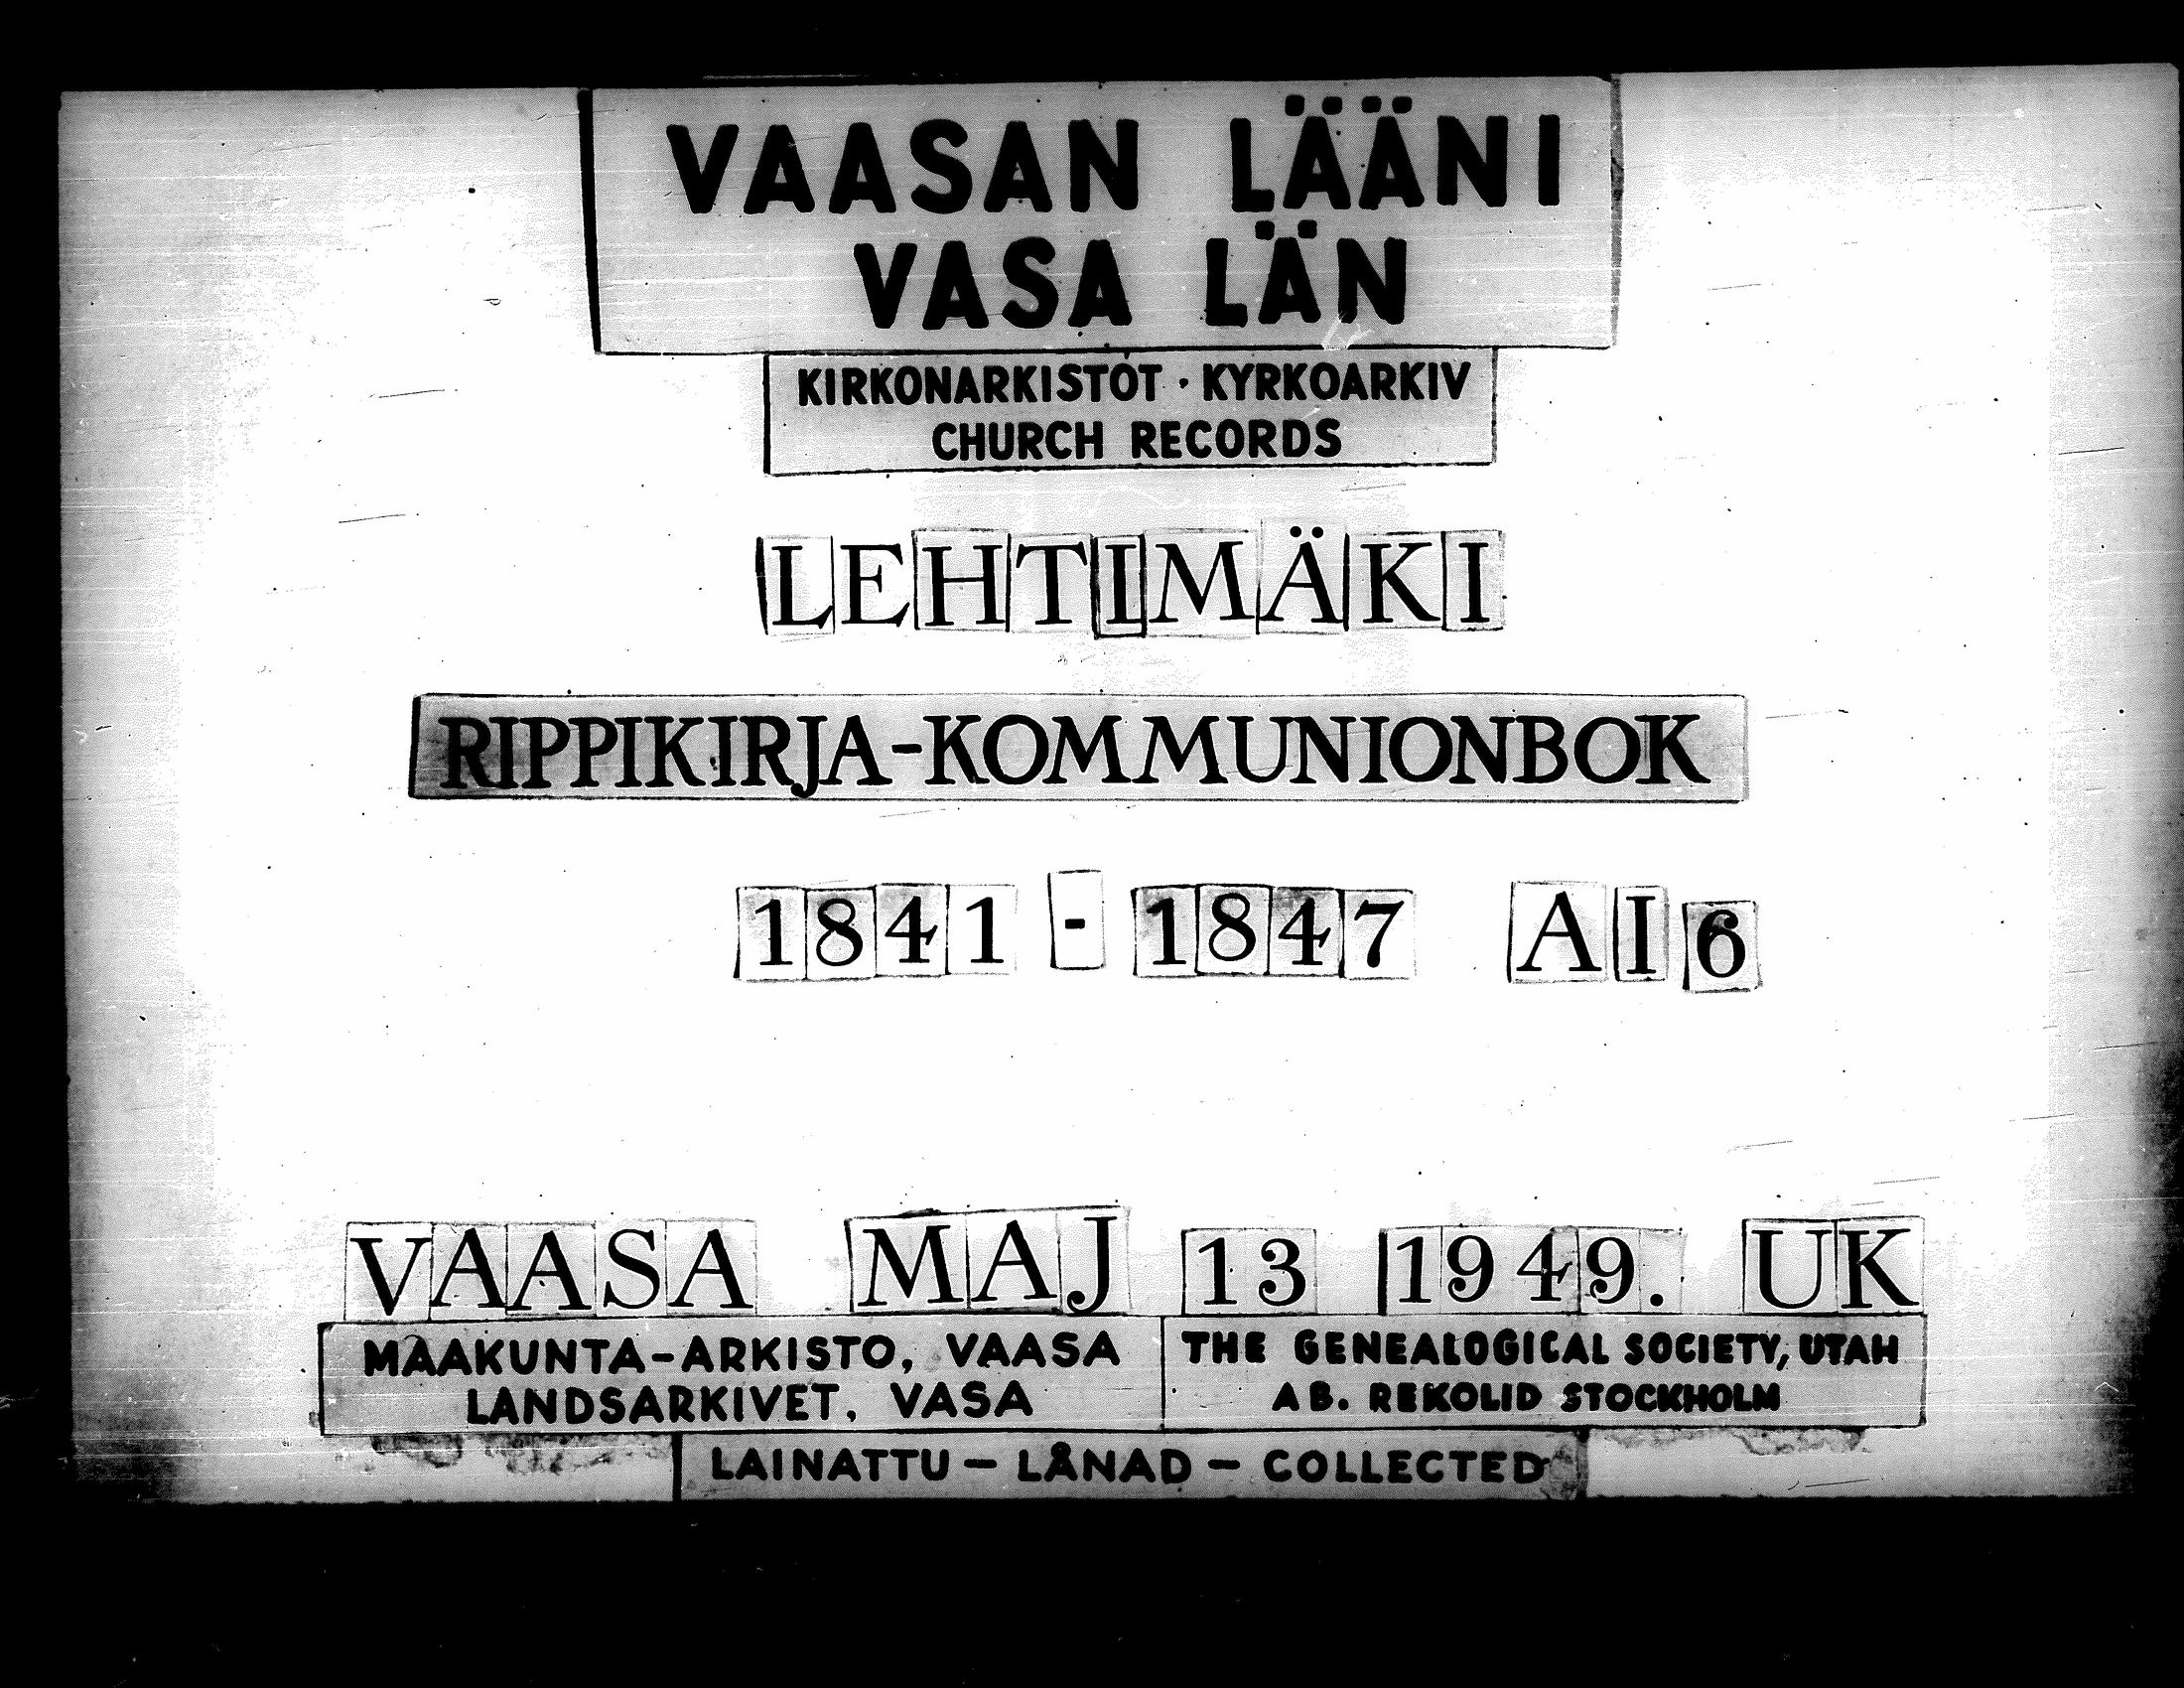 VAASAN LÄÄNI
VASA LÄN
KIRKONARKISTOT · KYRKOARKIV
CHURCH RECORDS
LEHTIMÄKI
RIPPIKIRJA-KOMMUNIONBOK
1841 - 1847 AI 6
VAASA MAJ 13 1949. UK
MAAKUNTA-ARKISTO, VAASA
LANDSARKIVET, VASA
THE GENEALOGICAL SOCIETY, UTAH
AB. REKOLID STOCKHOLM
LAINATTU - LÅNAD - COLLECTED